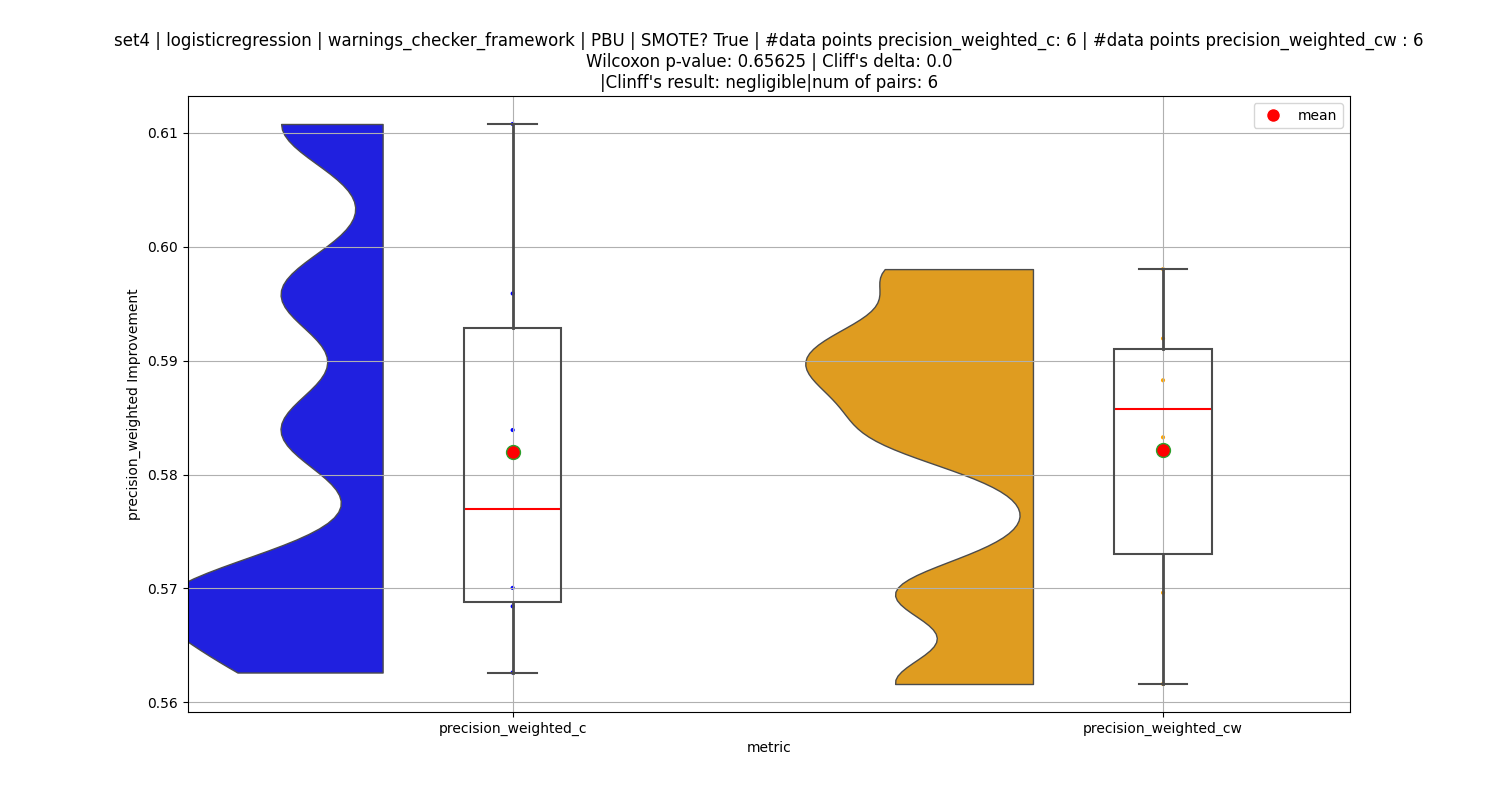 set4 | logisticregression | warnings_checker_framework | PBU | SMOTE? True | #data points precision_weighted_c: 6 | #data points precision_weighted_cw : 6
Wilcoxon p-value: 0.65625 | Cliff's delta: 0.0
|Clinff's result: negligible|num of pairs: 6
mean
0.61
0.60
0.59
0.58
0.57
0.56
precision_weighted Improvement
precision_weighted_c
precision_weighted_cw
metric